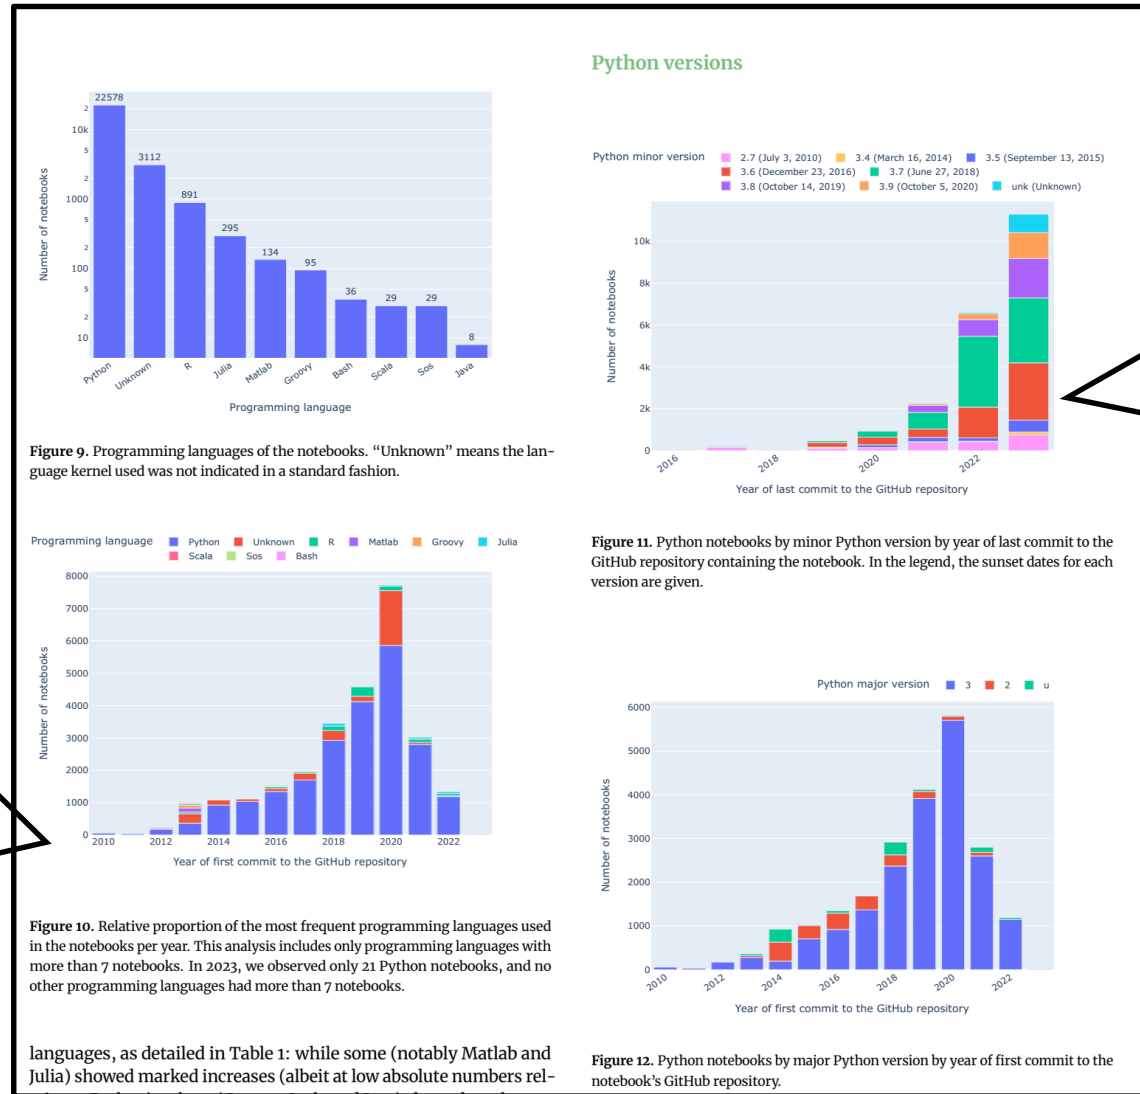 22578
3112
891
295
134
95
36
29
29
8
2
10k
5
2
1000
5
2
100
5
2
10
Number of notebooks
Python
Unknown
R
Julia
Matlab
Groovy
Bash
Scala
Sos
Java
Programming language
Figure 9. Programming languages of the notebooks. “Unknown” means the lan-
guage kernel used was not indicated in a standard fashion.
Programming language Python Unknown R Matlab Groovy Julia
Scala Sos Bash
8000
7000
6000
5000
4000
3000
2000
1000
0
Number of notebooks
2010 2012 2014 2016 2018 2020 2022
Year of first commit to the GitHub repository
Figure 10. Relative proportion of the most frequent programming languages used
in the notebooks per year. This analysis includes only programming languages with
more than 7 notebooks. In 2023, we observed only 21 Python notebooks, and no
other programming languages had more than 7 notebooks.
languages, as detailed in Table 1: while some (notably Matlab and
Julia) showed marked increases (albeit at low absolute numbers rel-
Python versions
Python minor version 2.7 (July 3, 2010) 3.4 (March 16, 2014) 3.5 (September 13, 2015)
3.6 (December 23, 2016) 3.7 (June 27, 2018)
3.8 (October 14, 2019) 3.9 (October 5, 2020) unk (Unknown)
10k
8k
6k
4k
2k
0
Number of notebooks
2016 2018 2020 2022
Year of last commit to the GitHub repository
Figure 11. Python notebooks by minor Python version by year of last commit to the
GitHub repository containing the notebook. In the legend, the sunset dates for each
version are given.
Python major version 3 2 u
6000
5000
4000
3000
2000
1000
0
Number of notebooks
2010 2012 2014 2016 2018 2020 2022
Year of first commit to the GitHub repository
Figure 12. Python notebooks by major Python version by year of first commit to the
notebook’s GitHub repository.